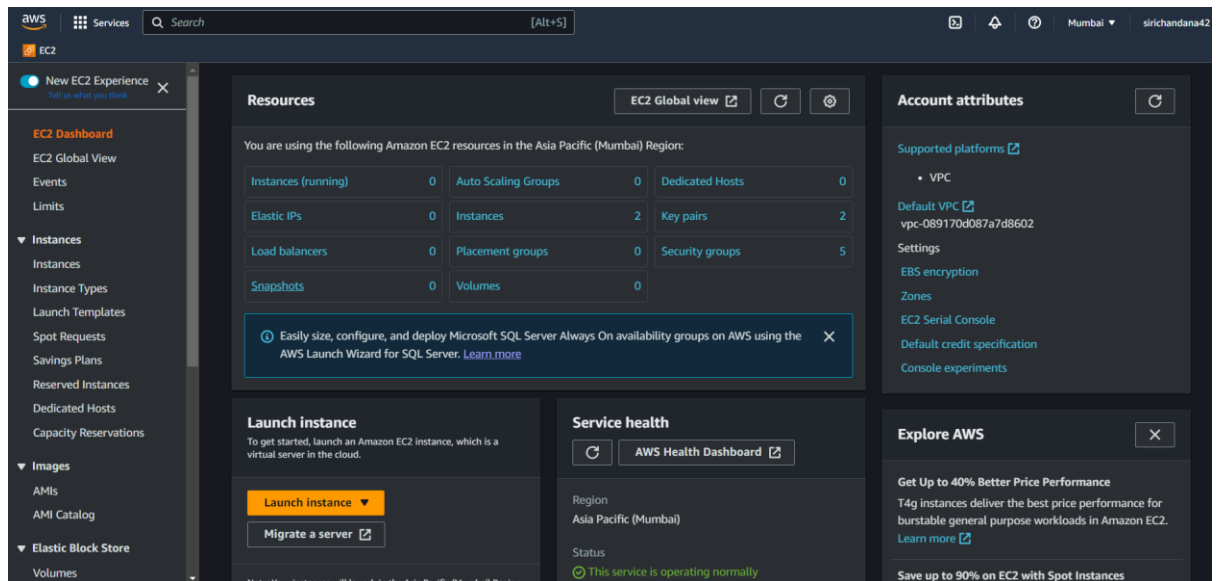 aws
Services
Search
[Alt+S]
Mumbai ▼
sirichandana42
EC2
New EC2 Experience
Tell us what you think
EC2 Dashboard
EC2 Global View
Events
Limits
▼ Instances
Instances
Instance Types
Launch Templates
Spot Requests
Savings Plans
Reserved Instances
Dedicated Hosts
Capacity Reservations
▼ Images
AMIs
AMI Catalog
▼ Elastic Block Store
Volumes
Resources
EC2 Global view
You are using the following Amazon EC2 resources in the Asia Pacific (Mumbai) Region:
Instances (running) 0 Auto Scaling Groups 0 Dedicated Hosts 0
Elastic IPs 0 Instances 2 Key pairs 2
Load balancers 0 Placement groups 0 Security groups 5
Snapshots 0 Volumes 0
Easily size, configure, and deploy Microsoft SQL Server Always On availability groups on AWS using the
AWS Launch Wizard for SQL Server. Learn more
Launch instance
To get started, launch an Amazon EC2 instance, which is a
virtual server in the cloud.
Launch instance ▼
Migrate a server
Service health
AWS Health Dashboard
Region
Asia Pacific (Mumbai)
Status
This service is operating normally
Account attributes
Supported platforms
• VPC
Default VPC
vpc-089170d087a7d8602
Settings
EBS encryption
Zones
EC2 Serial Console
Default credit specification
Console experiments
Explore AWS
Get Up to 40% Better Price Performance
T4g instances deliver the best price performance for
burstable general purpose workloads in Amazon EC2.
Learn more
Save up to 90% on EC2 with Spot Instances